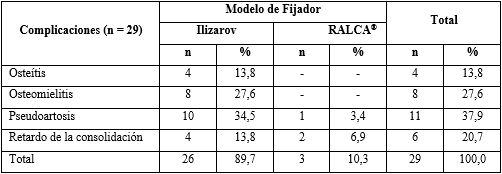 Complicaciones (n = 29) Modelo de Fijador Total
Ilizarov RALCA®
n % n % n %
Osteítis 4 13,8 - - 4 13,8
Osteomielitis 8 27,6 - - 8 27,6
Pseudoartosis 10 34,5 1 3,4 11 37,9
Retardo de la consolidación 4 13,8 2 6,9 6 20,7
Total 26 89,7 3 10,3 29 100,0